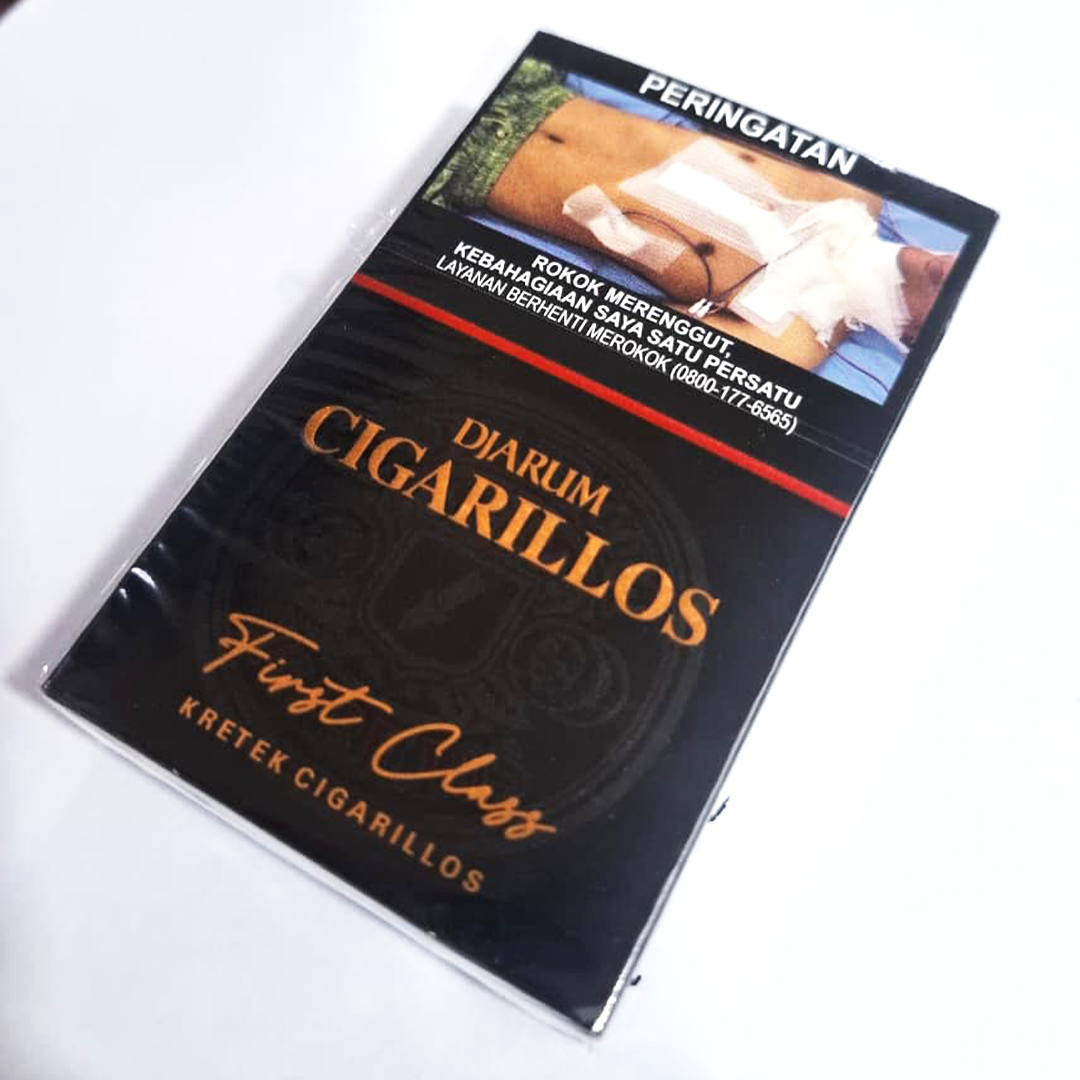 PERINGATAN
ROKOK MERENGGUT,
KEBAHAGIAAN SAYA SATU PERSATU
LAYANAN BERHENTI MEROKOK (0800-177-6565)
DJARUM
CIGARILLOS
First Class
KRETEK CIGARILLOS